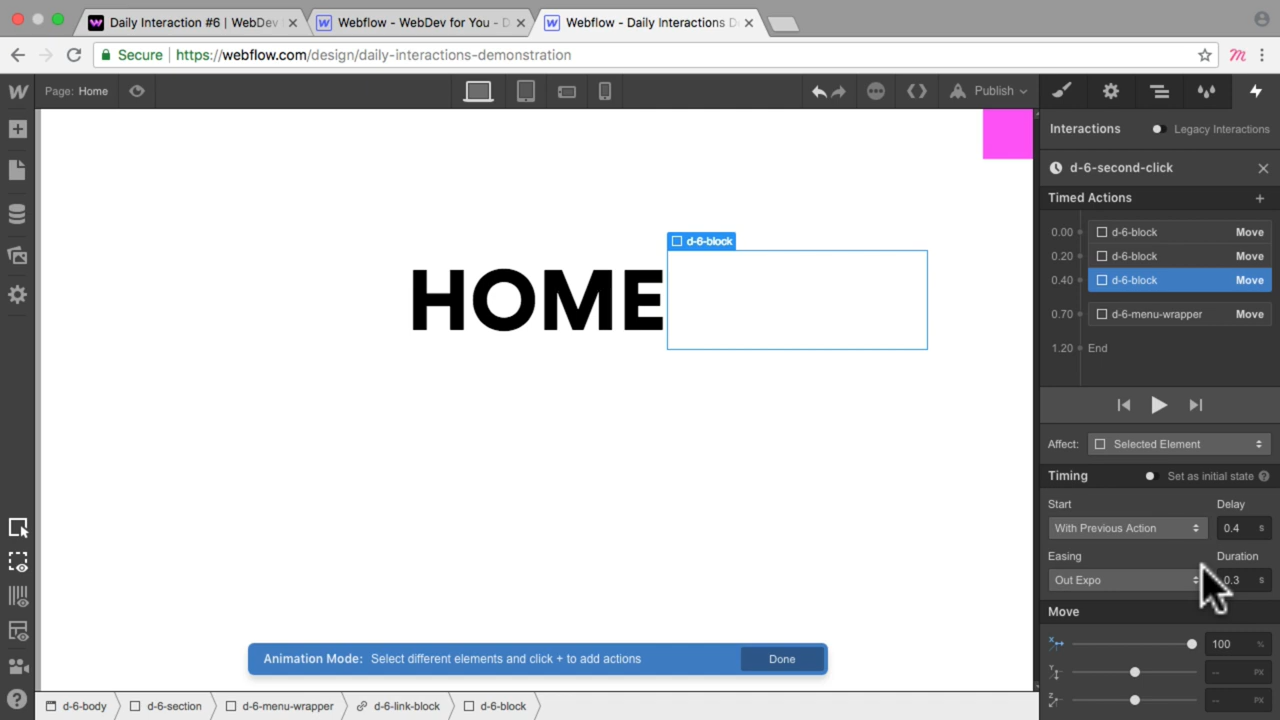 Daily Interaction #6 | WebDev
Webflow - WebDev for You - D
Webflow - Daily Interactions D
Secure https://webflow.com/design/daily-interactions-demonstration
Page: Home
Publish
Interactions Legacy Interactions
d-6-second-click
Timed Actions
0.00 d-6-block Move
0.20 d-6-block Move
0.40 d-6-block Move
0.70 d-6-menu-wrapper Move
1.20 End
d-6-block
HOME
Affect: Selected Element
Timing Set as initial state ?
Start Delay
With Previous Action 0.4 s
Easing Duration
Out Expo 0.3 s
Move
X 100 %
Y -- PX
Z -- PX
Animation Mode: Select different elements and click + to add actions Done
d-6-body d-6-section d-6-menu-wrapper d-6-link-block d-6-block